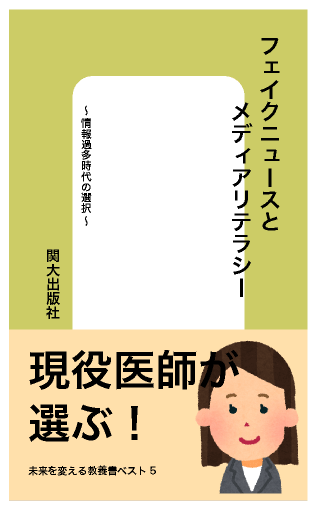 フェイクニュースと
メディアリテラシー
～情報過多時代の選択～
関大出版社
現役医師が
選ぶ！
未来を変える教養書ベスト 5